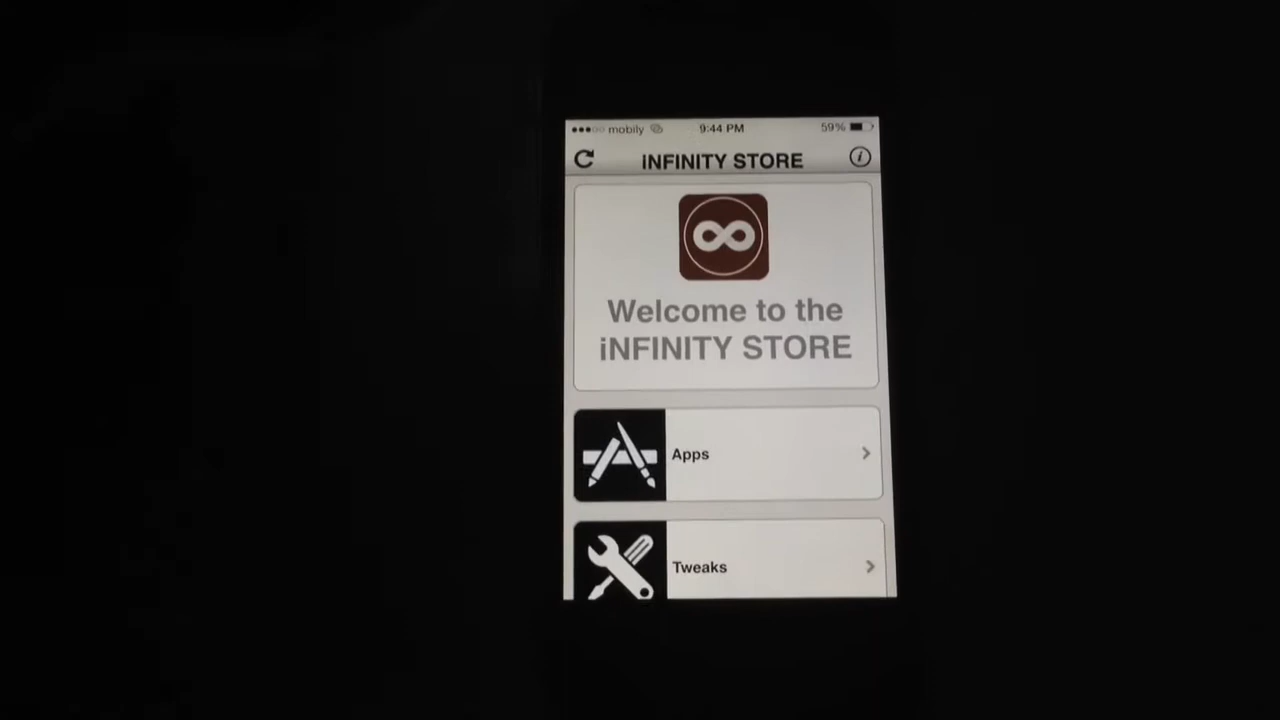 mobily 9:44 PM 59%
iNFINITY STORE
Welcome to the
iNFINITY STORE
Apps
Tweaks